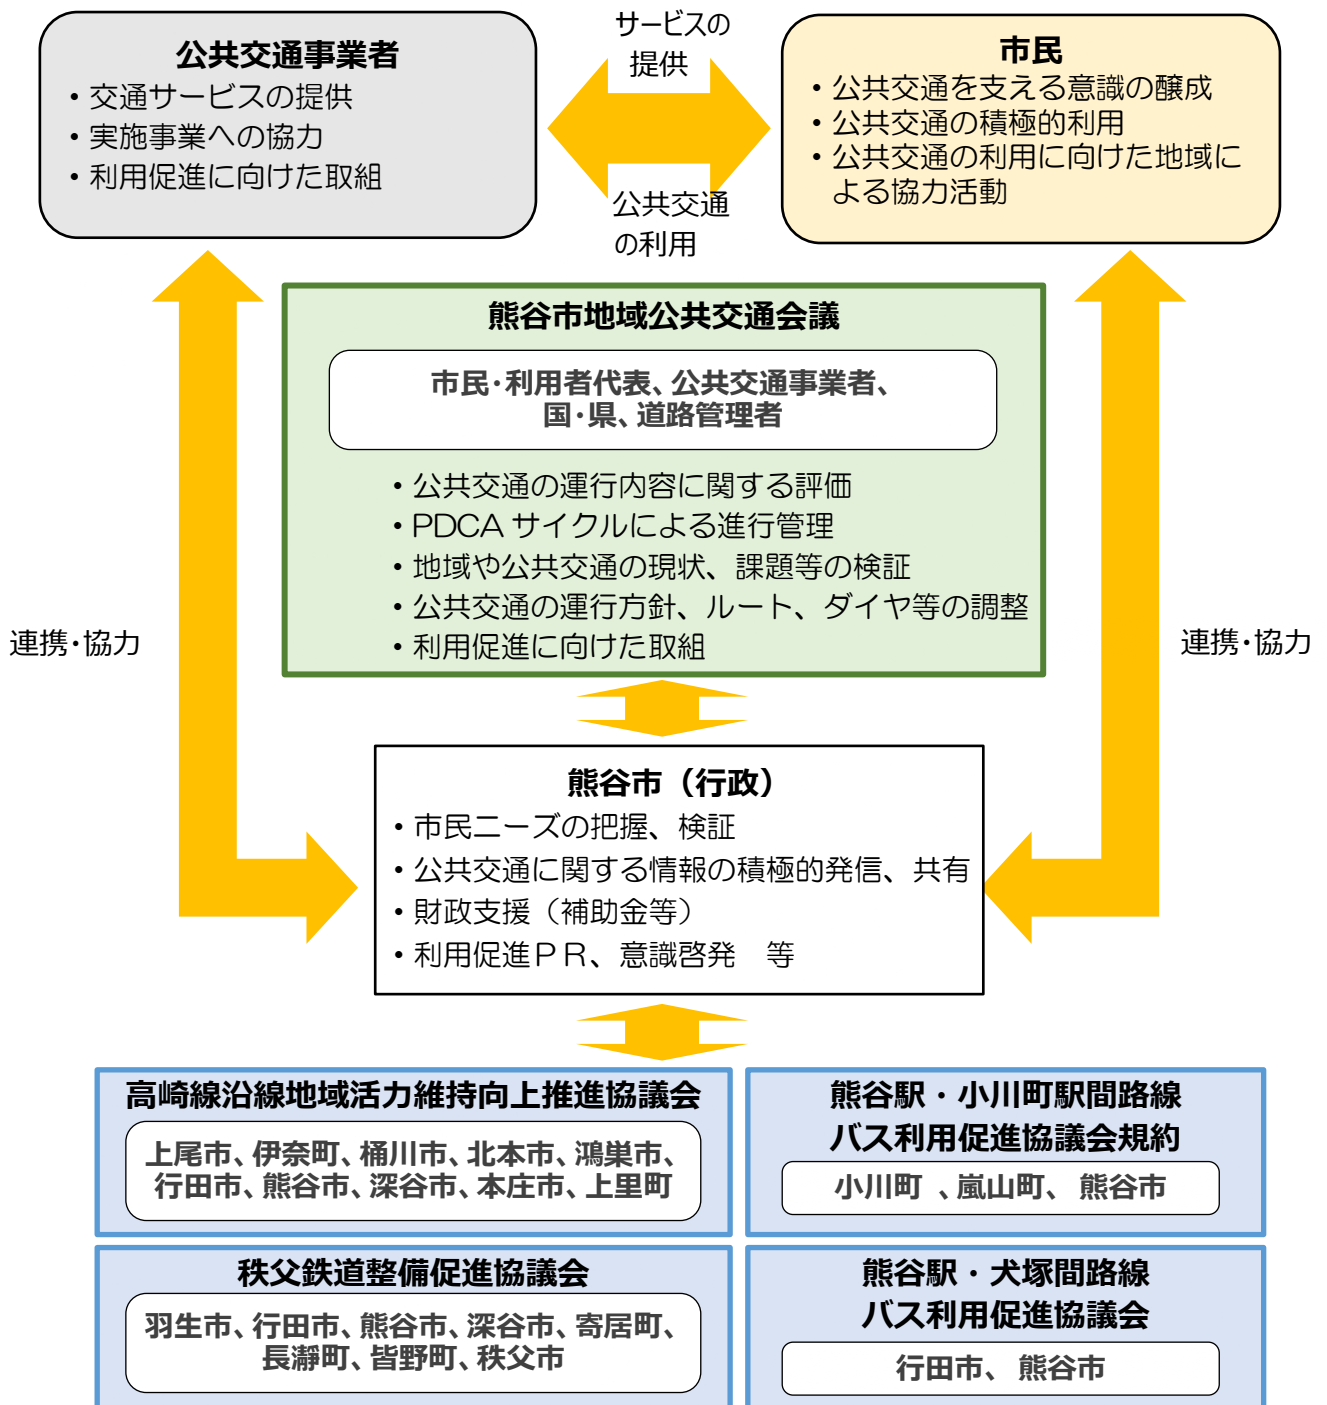 公共交通事業者
・交通サービスの提供
・実施事業への協力
・利用促進に向けた取組
サービスの
提供
公共交通
の利用
市民
・公共交通を支える意識の醸成
・公共交通の積極的利用
・公共交通の利用に向けた地域に
よる協力活動
熊谷市地域公共交通会議
市民・利用者代表、公共交通事業者、
国・県、道路管理者
・公共交通の運行内容に関する評価
・PDCA サイクルによる進行管理
・地域や公共交通の現状、課題等の検証
・公共交通の運行方針、ルート、ダイヤ等の調整
・利用促進に向けた取組
連携・協力
連携・協力
熊谷市（行政）
・市民ニーズの把握、検証
・公共交通に関する情報の積極的発信、共有
・財政支援（補助金等）
・利用促進ＰＲ、意識啓発　等
高崎線沿線地域活力維持向上推進協議会
上尾市、伊奈町、桶川市、北本市、鴻巣市、
行田市、熊谷市、深谷市、本庄市、上里町
熊谷駅・小川町駅間路線
バス利用促進協議会規約
小川町 、嵐山町、 熊谷市
秩父鉄道整備促進協議会
羽生市、行田市、熊谷市、深谷市、寄居町、
長瀞町、皆野町、秩父市
熊谷駅・犬塚間路線
バス利用促進協議会
行田市、 熊谷市